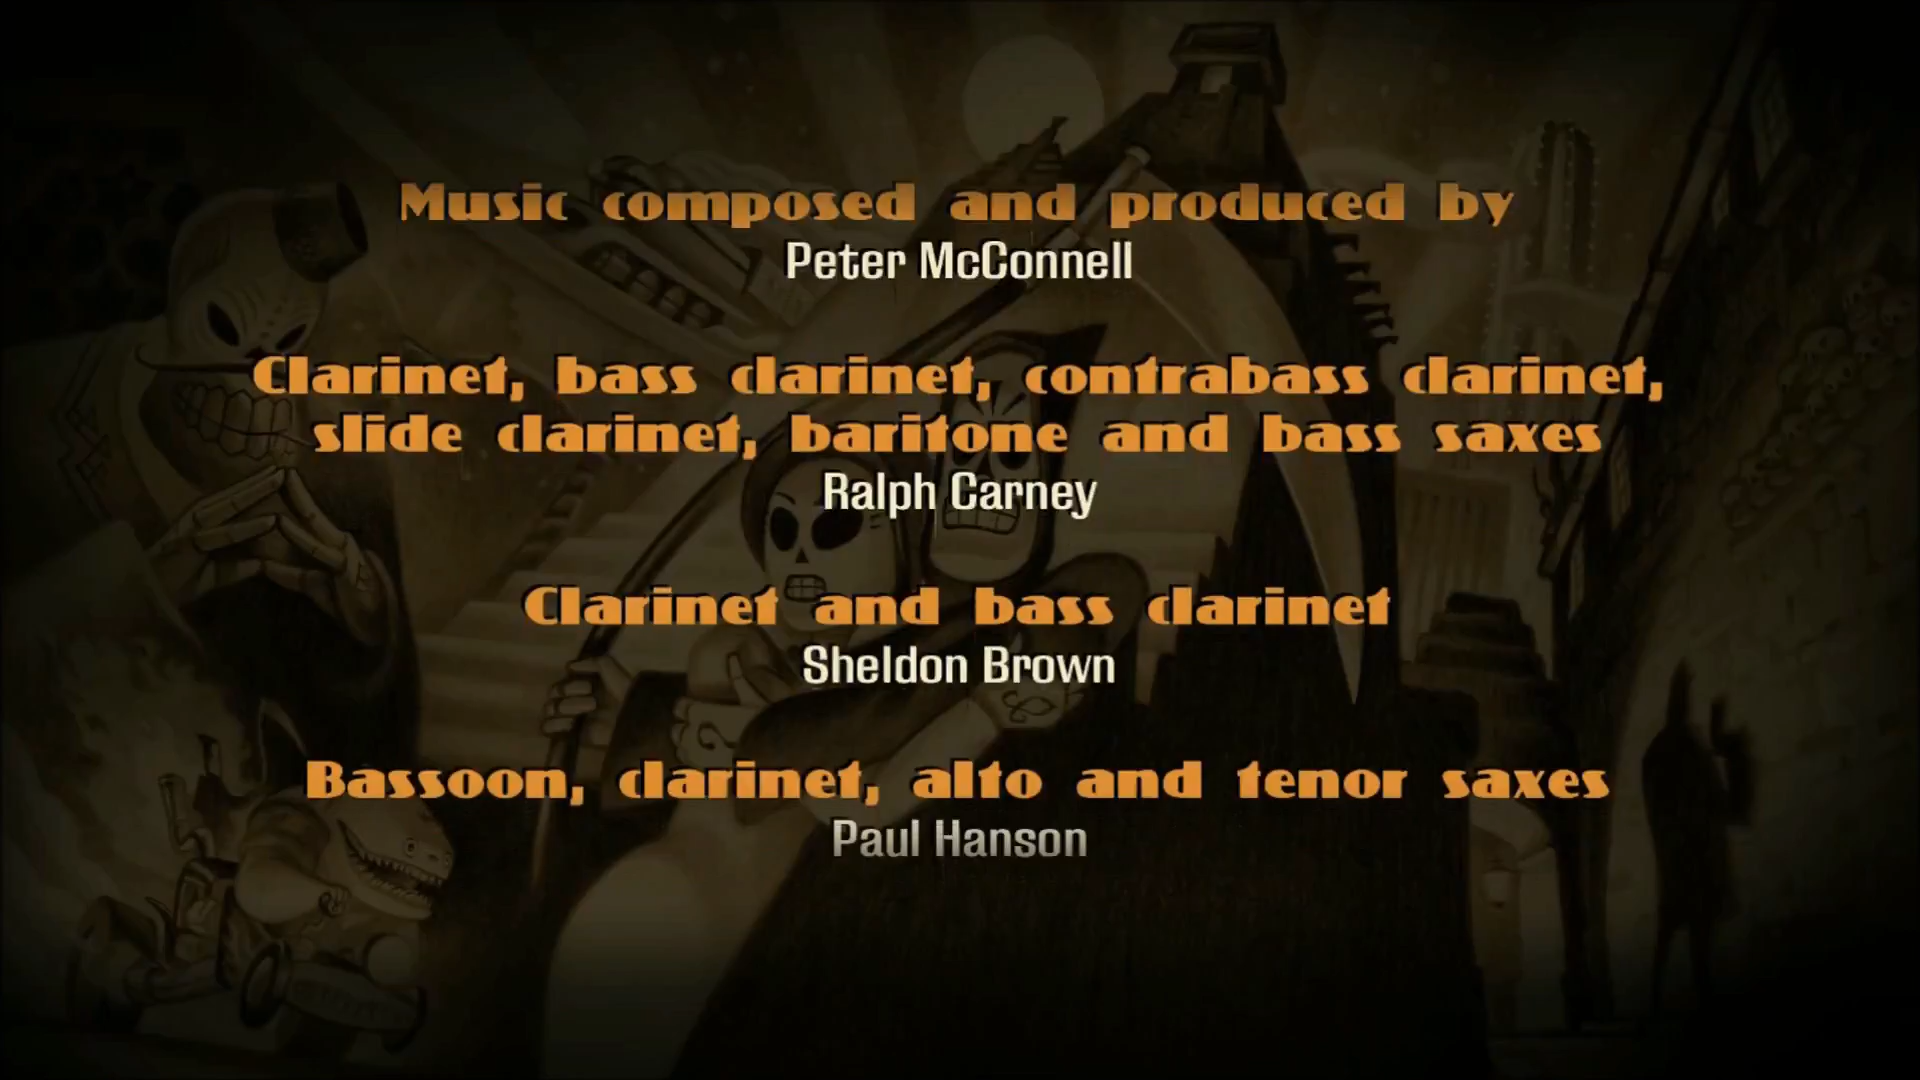 Music composed and produced by
Peter McConnell
Clarinet, bass clarinet, contrabass clarinet,
slide clarinet, baritone and bass saxes
Ralph Carney
Clarinet and bass clarinet
Sheldon Brown
Bassoon, clarinet, alto and tenor saxes
Paul Hanson